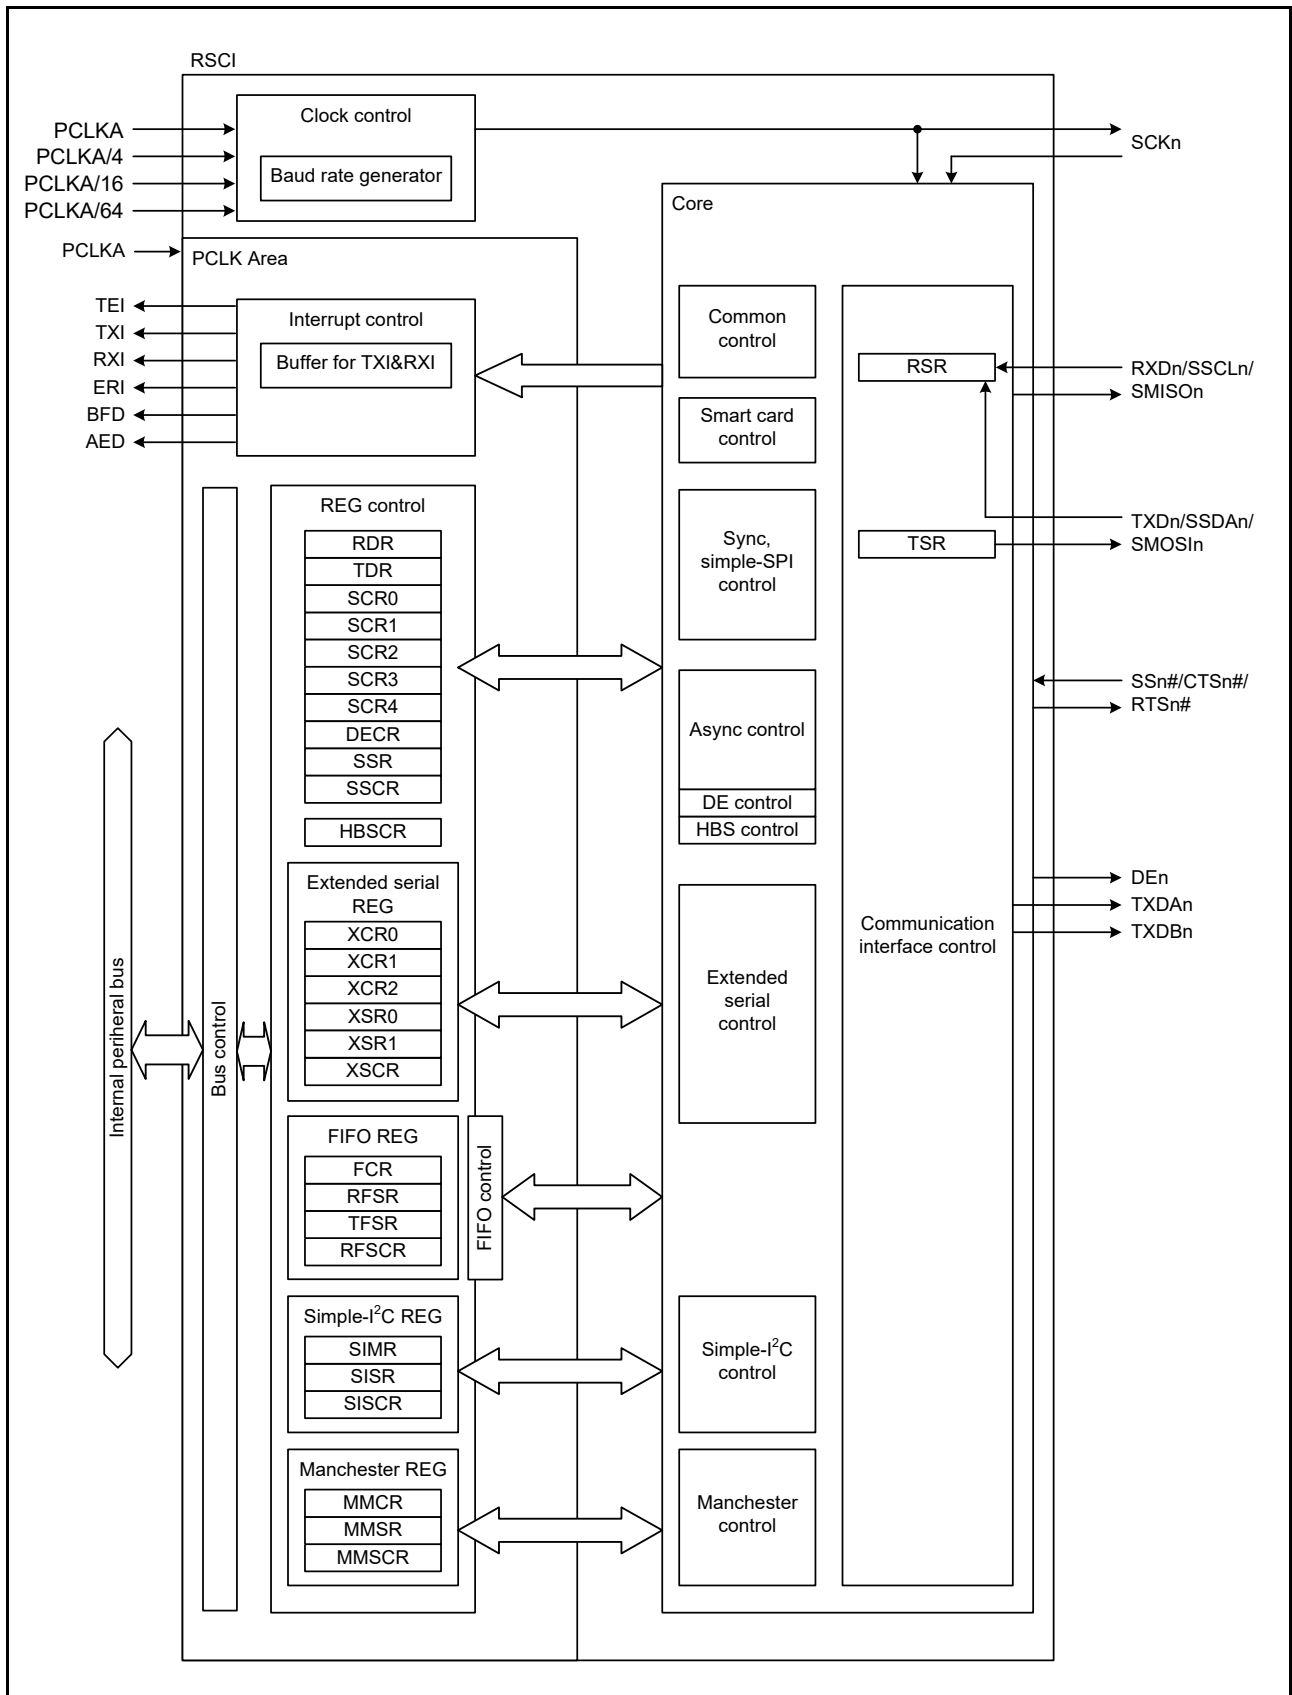 RSCI
Clock control
Baud rate generator
PCLKA
PCLKA/4
PCLKA/16
PCLKA/64
SCKn
Core
PCLKA
PCLK Area
TEI
TXI
RXI
ERI
BFD
AED
Interrupt control
Buffer for TXI&RXI
Common
control
Smart card
control
Sync,
simple-SPI
control
Async control
DE control
HBS control
Extended
serial
control
Simple-I²C
control
Manchester
control
RSR
TSR
Communication
interface control
RXDn/SSCLn/
SMISOn
TXDn/SSDAn/
SMOSIn
SSn#/CTSn#/
RTSn#
DEn
TXDAn
TXDBn
REG control
RDR
TDR
SCR0
SCR1
SCR2
SCR3
SCR4
DECR
SSR
SSCR
HBSCR
Extended serial
REG
XCR0
XCR1
XCR2
XSR0
XSR1
XSCR
FIFO REG
FCR
RFSR
TFSR
RFSCR
FIFO control
Simple-I²C REG
SIMR
SISR
SISCR
Manchester REG
MMCR
MMSR
MMSCR
Internal periheral bus
Bus control